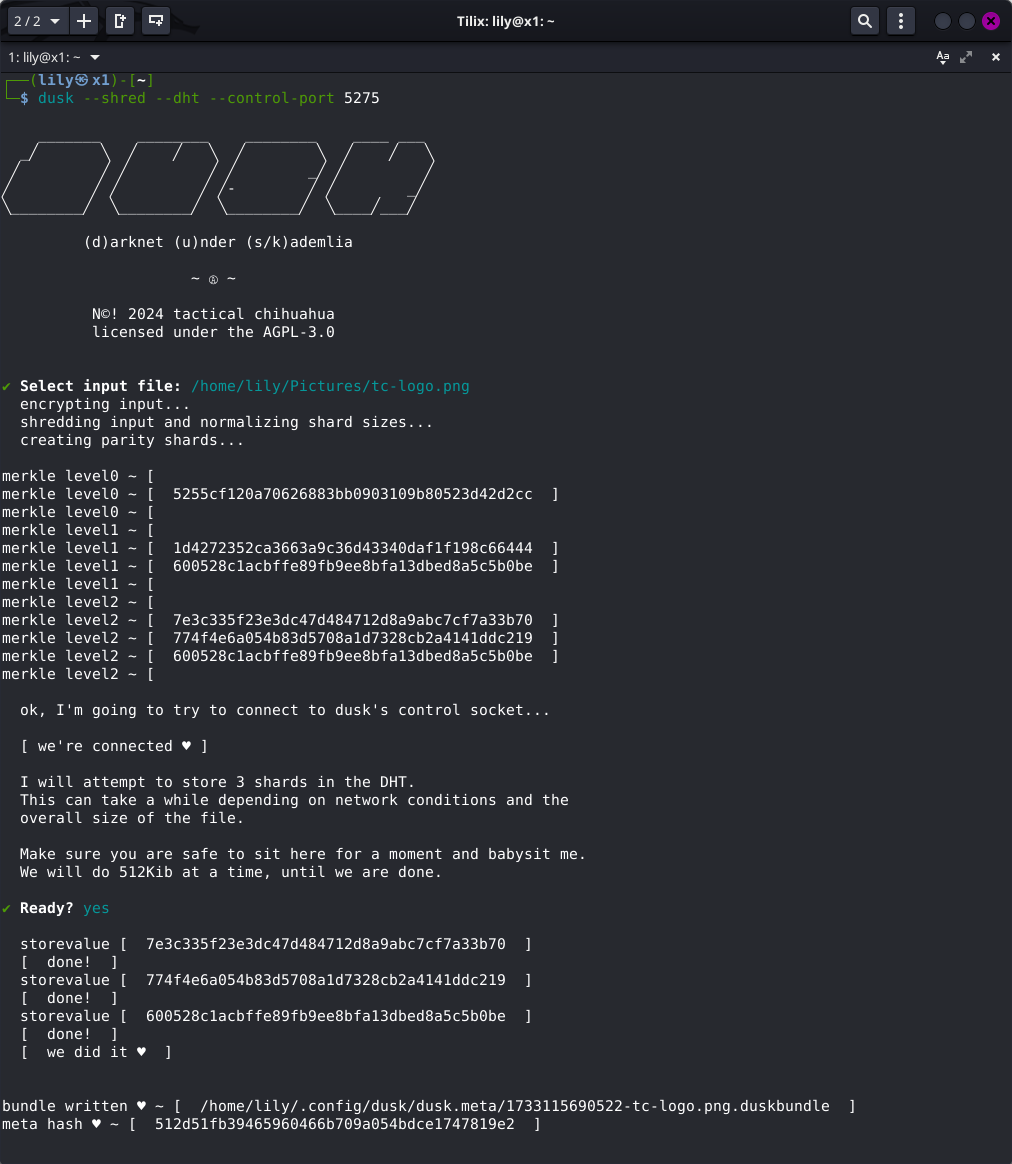 2 / 2
Tilix: lily@x1: ~
1: lily@x1: ~
Aa
┌──(lily㉿x1)-[~]
└─$ dusk --shred --dht --control-port 5275
(d)arknet (u)nder (s/k)ademlia
~ Ⓐ ~
N©! 2024 tactical chihuahua
licensed under the AGPL-3.0
✔ Select input file: /home/lily/Pictures/tc-logo.png
encrypting input...
shredding input and normalizing shard sizes...
creating parity shards...
merkle level0 ~ [
merkle level0 ~ [  5255cf120a70626883bb0903109b80523d42d2cc  ]
merkle level0 ~ [
merkle level1 ~ [
merkle level1 ~ [  1d4272352ca3663a9c36d43340daf1f198c66444  ]
merkle level1 ~ [  600528c1acbffe89fb9ee8bfa13dbed8a5c5b0be  ]
merkle level1 ~ [
merkle level2 ~ [
merkle level2 ~ [  7e3c335f23e3dc47d484712d8a9abc7cf7a33b70  ]
merkle level2 ~ [  774f4e6a054b83d5708a1d7328cb2a4141ddc219  ]
merkle level2 ~ [  600528c1acbffe89fb9ee8bfa13dbed8a5c5b0be  ]
merkle level2 ~ [
ok, I'm going to try to connect to dusk's control socket...
[ we're connected ♥ ]
I will attempt to store 3 shards in the DHT.
This can take a while depending on network conditions and the
overall size of the file.
Make sure you are safe to sit here for a moment and babysit me.
We will do 512Kib at a time, until we are done.
✔ Ready? yes
storevalue [  7e3c335f23e3dc47d484712d8a9abc7cf7a33b70  ]
[  done!  ]
storevalue [  774f4e6a054b83d5708a1d7328cb2a4141ddc219  ]
[  done!  ]
storevalue [  600528c1acbffe89fb9ee8bfa13dbed8a5c5b0be  ]
[  done!  ]
[  we did it ♥  ]
bundle written ♥ ~ [  /home/lily/.config/dusk/dusk.meta/1733115690522-tc-logo.png.duskbundle  ]
meta hash ♥ ~ [  512d51fb39465960466b709a054bdce1747819e2  ]